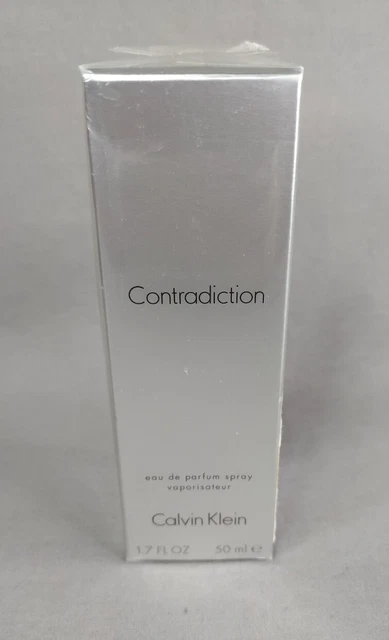 Contradiction
eau de parfum spray
vaporisateur
Calvin Klein
1.7 FL OZ 50 ml ℮